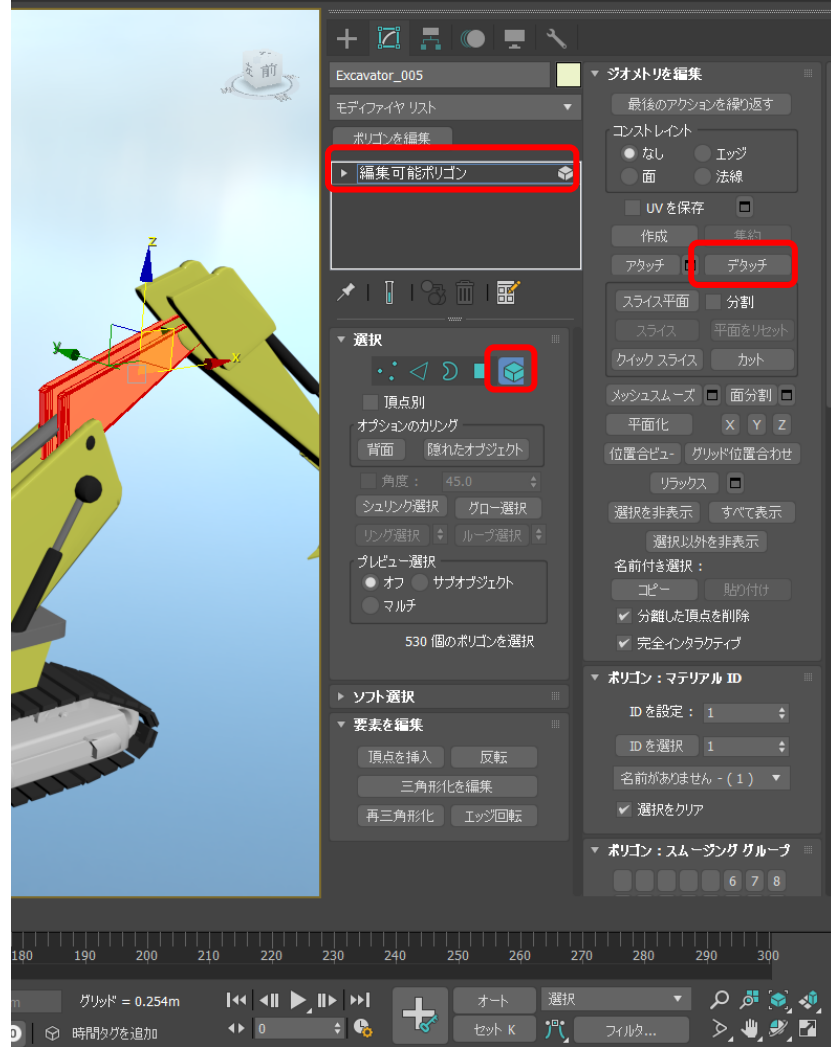 左 前
Excavator_005
モディファイヤ リスト
ポリゴンを編集
編集可能ポリゴン
z
y
x
選択
頂点別
オプションのカリング
背面 隠れたオブジェクト
角度： 45.0
シュリンク選択 グロー選択
リング選択 ループ選択
プレビュー選択
オフ サブオブジェクト
マルチ
530 個のポリゴンを選択
ソフト選択
要素を編集
頂点を挿入 反転
三角形化を編集
再三角形化 エッジ回転
ジオメトリを編集
最後のアクションを繰り返す
コンストレイント
なし エッジ
面 法線
UV を保存
作成 集約
アタッチ デタッチ
スライス平面 分割
スライス 平面をリセット
クイック スライス カット
メッシュスムーズ 面分割
平面化 X Y Z
位置合ビュー グリッド位置合わせ
リラックス
選択を非表示 すべて表示
選択以外を非表示
名前付き選択：
コピー 貼り付け
分離した頂点を削除
完全インタラクティブ
ポリゴン：マテリアル ID
ID を設定： 1
ID を選択 1
名前がありません - ( 1 )
選択をクリア
ポリゴン：スムージング グループ
6 7 8
180 190 200 210 220 230 240 250 260 270 280 290 300
m グリッド = 0.254m オート 選択
時間タグを追加 0 セット K フィルタ...